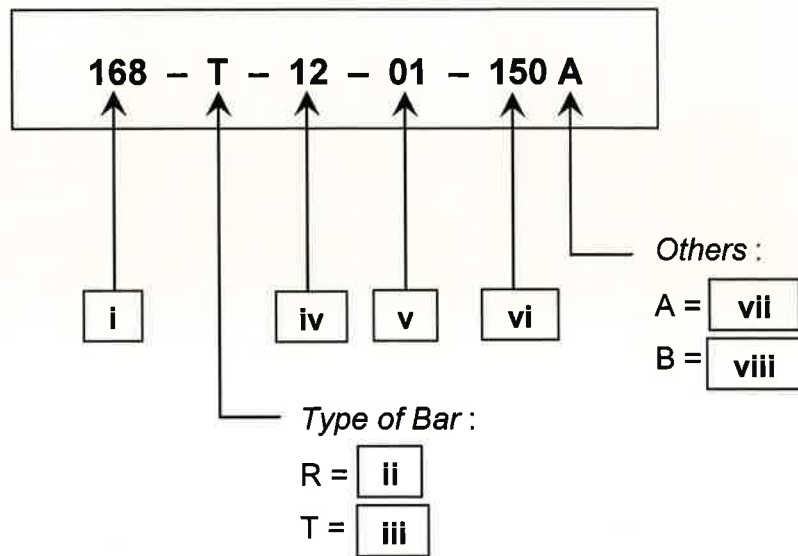 168 – T – 12 – 01 – 150 A
Others :
i
iv
v
vi
A = vii
B = viii
Type of Bar :
R = ii
T = iii